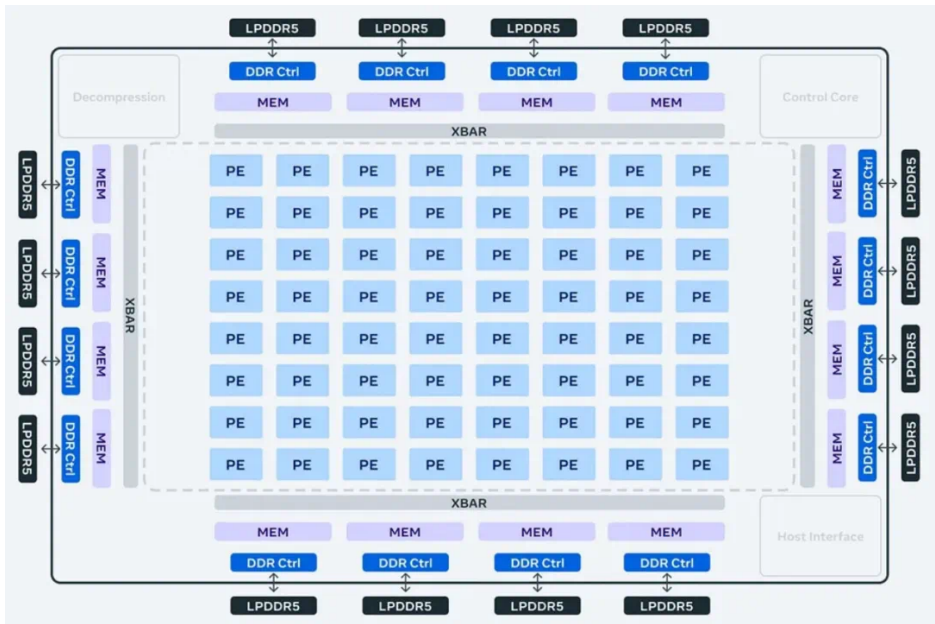 LPDDR5 LPDDR5 LPDDR5 LPDDR5
DDR Ctrl DDR Ctrl DDR Ctrl DDR Ctrl
Decompression MEM MEM MEM MEM Control Core
XBAR
LPDDR5 DDR Ctrl MEM
LPDDR5 DDR Ctrl MEM
LPDDR5 DDR Ctrl MEM
LPDDR5 DDR Ctrl MEM
XBAR
PE PE PE PE PE PE PE PE
PE PE PE PE PE PE PE PE
PE PE PE PE PE PE PE PE
PE PE PE PE PE PE PE PE
PE PE PE PE PE PE PE PE
PE PE PE PE PE PE PE PE
PE PE PE PE PE PE PE PE
PE PE PE PE PE PE PE PE
XBAR
MEM DDR Ctrl LPDDR5
MEM DDR Ctrl LPDDR5
MEM DDR Ctrl LPDDR5
MEM DDR Ctrl LPDDR5
XBAR
MEM MEM MEM MEM Host Interface
DDR Ctrl DDR Ctrl DDR Ctrl DDR Ctrl
LPDDR5 LPDDR5 LPDDR5 LPDDR5